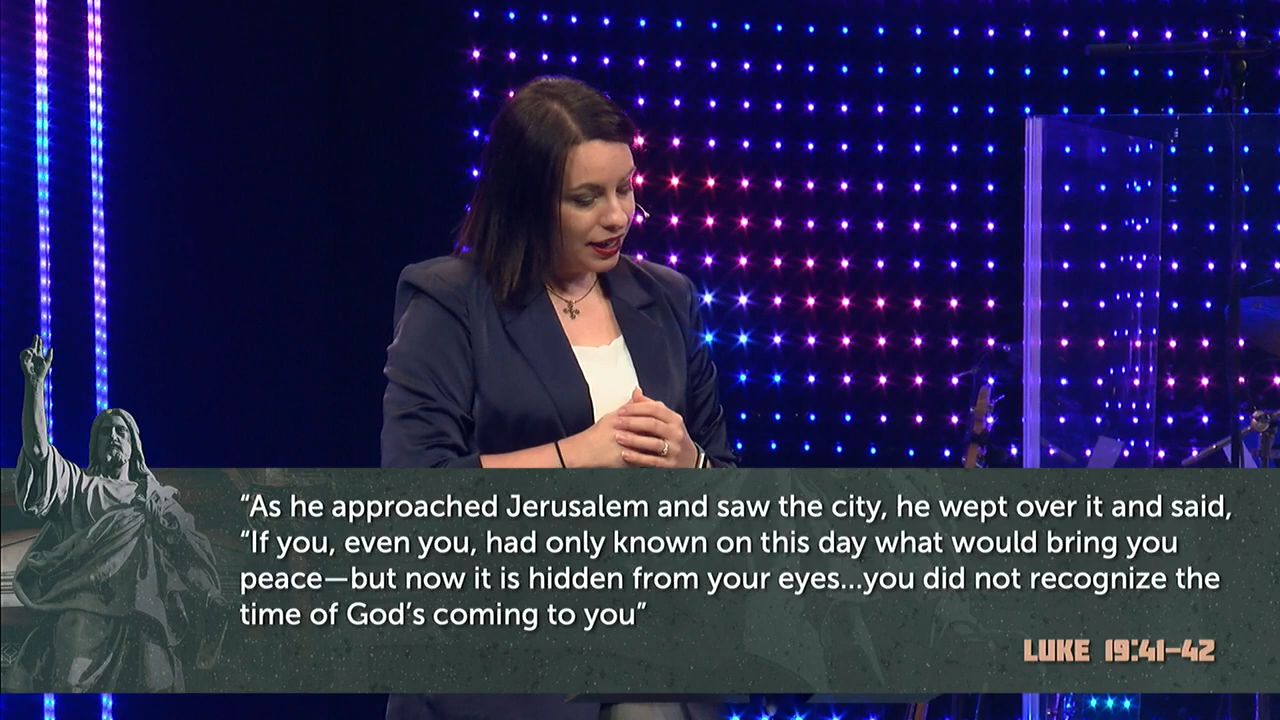 “As he approached Jerusalem and saw the city, he wept over it and said,
“If you, even you, had only known on this day what would bring you
peace—but now it is hidden from your eyes...you did not recognize the
time of God’s coming to you”
LUKE 19:41–42